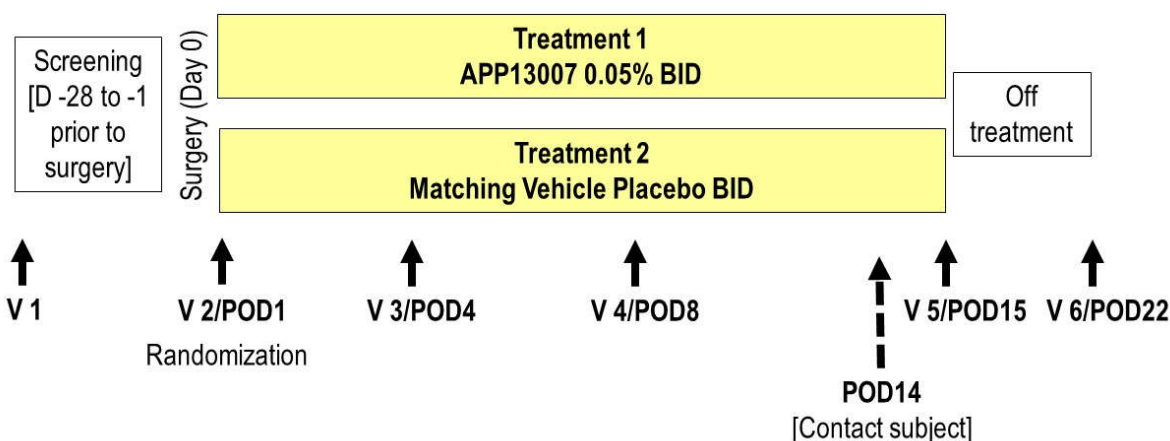 Screening
[D -28 to -1
prior to
surgery]
Surgery (Day 0)
Treatment 1
APP13007 0.05% BID
Treatment 2
Matching Vehicle Placebo BID
Off
treatment
V 1
V 2/POD1
Randomization
V 3/POD4
V 4/POD8
POD14
[Contact subject]
V 5/POD15
V 6/POD22